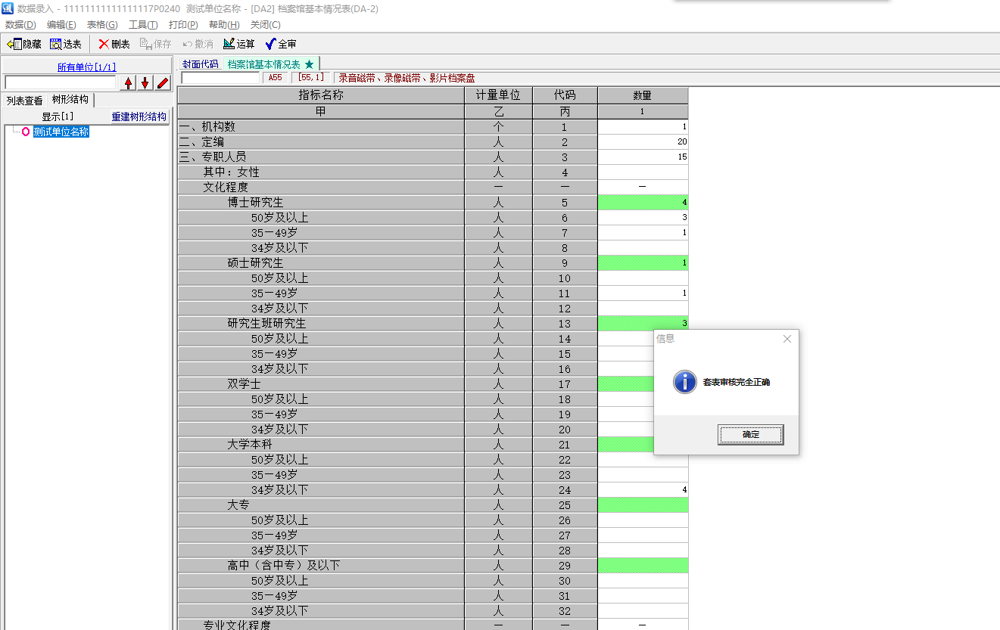 数据录入 - 11111111111111117P0240 测试单位名称 - [DA2] 档案馆基本情况表(DA-2)
数据(D) 编辑(E) 表格(G) 工具(T) 打印(P) 帮助(H) 关闭(C)
隐藏 选表 删表 保存 撤消 运算 全审
所有单位[1/1]
封面代码 档案馆基本情况表 ★
A55 [55,1] 录音磁带、录像磁带、影片档案盘
列表查看 树形结构
显示[1] 重建树形结构
测试单位名称
指标名称 计量单位 代码 数量
甲 乙 丙 1
一、机构数 个 1 1
二、定编 人 2 20
三、专职人员 人 3 15
其中：女性 人 4
文化程度 — — —
博士研究生 人 5 4
50岁及以上 人 6 3
35－49岁 人 7 1
34岁及以下 人 8
硕士研究生 人 9 1
50岁及以上 人 10
35－49岁 人 11 1
34岁及以下 人 12
研究生班研究生 人 13 3
50岁及以上 人 14
35－49岁 人 15
34岁及以下 人 16
双学士 人 17
50岁及以上 人 18
35－49岁 人 19
34岁及以下 人 20
大学本科 人 21
50岁及以上 人 22
35－49岁 人 23
34岁及以下 人 24 4
大专 人 25
50岁及以上 人 26
35－49岁 人 27
34岁及以下 人 28
高中（含中专）及以下 人 29
50岁及以上 人 30
35－49岁 人 31
34岁及以下 人 32
专业文化程度 — — —
信息
套表审核完全正确
确定